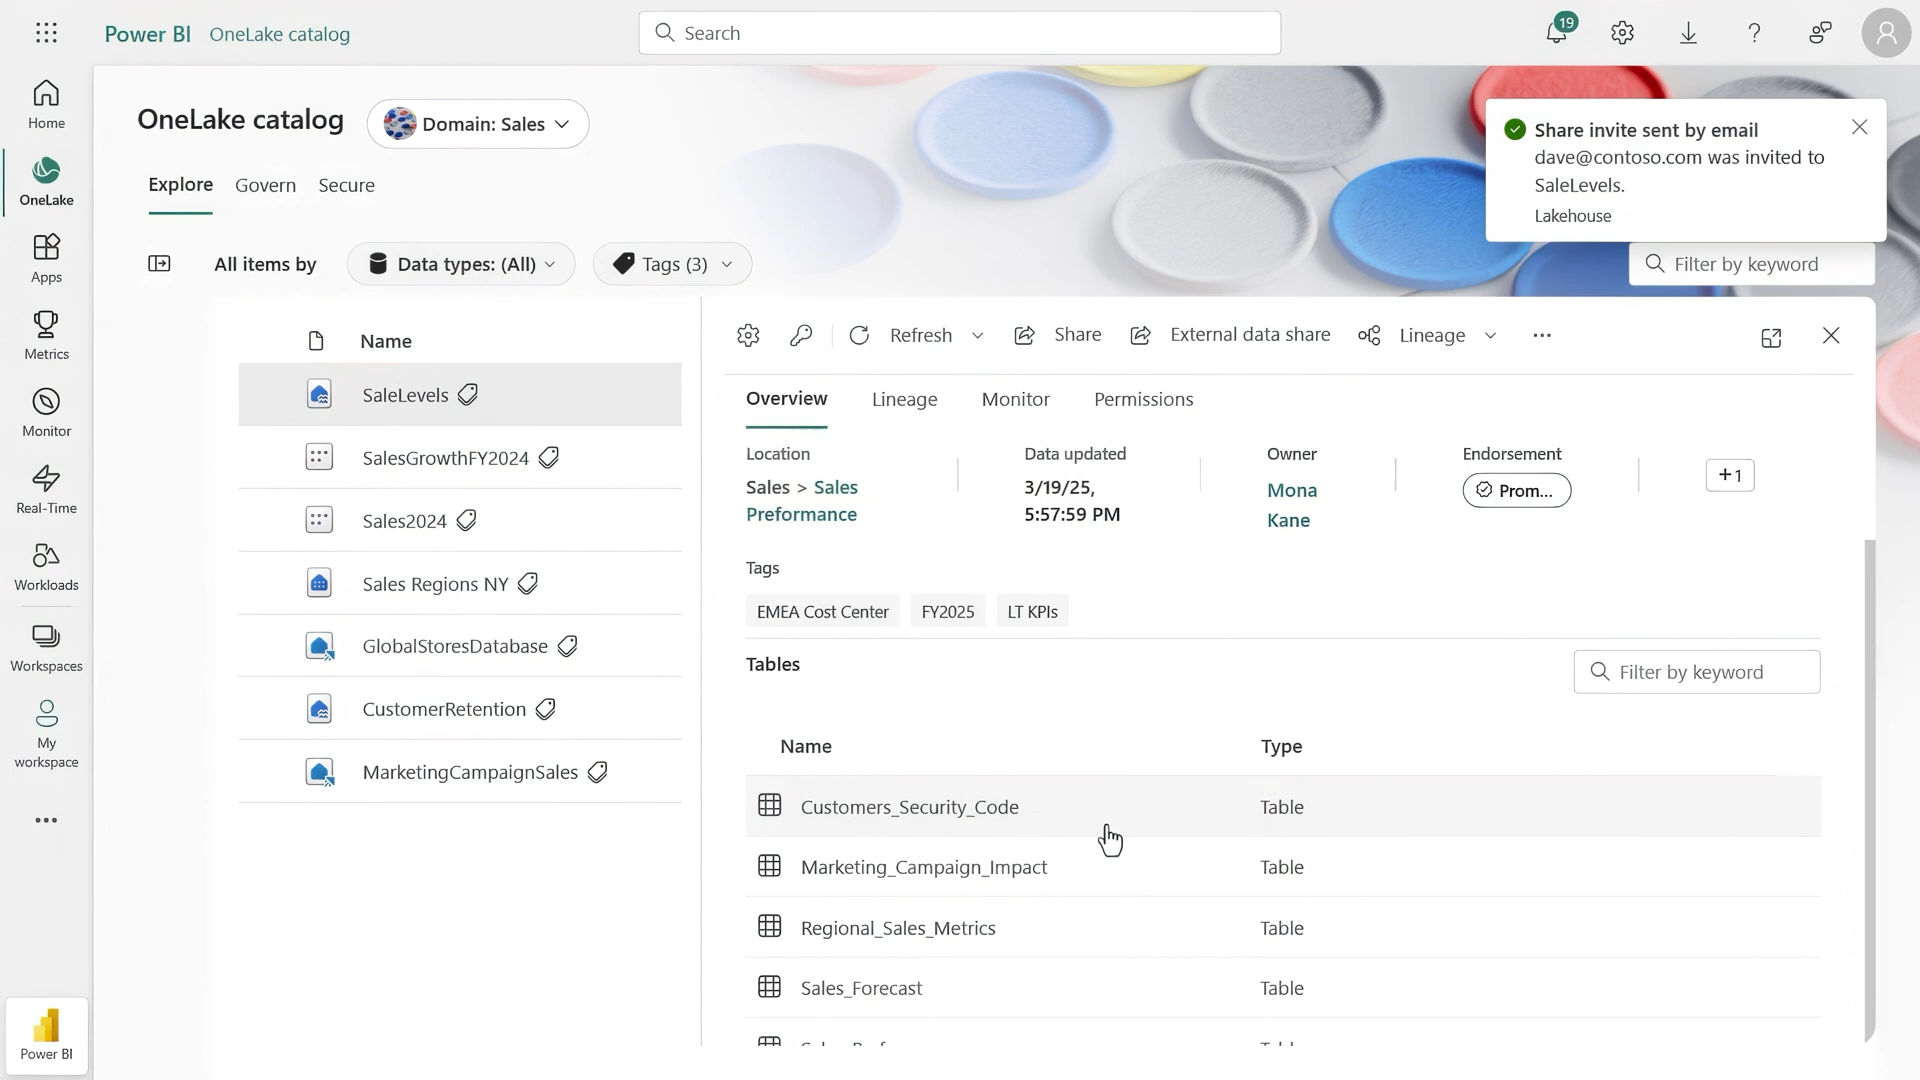 Power BI OneLake catalog
Search
19
Home
OneLake
Apps
Metrics
Monitor
Real-Time
Workloads
Workspaces
My
workspace
Power BI
OneLake catalog
Domain: Sales
Explore Govern Secure
Share invite sent by email
dave@contoso.com was invited to
SaleLevels.
Lakehouse
All items by
Data types: (All)
Tags (3)
Filter by keyword
Name
SaleLevels
SalesGrowthFY2024
Sales2024
Sales Regions NY
GlobalStoresDatabase
CustomerRetention
MarketingCampaignSales
Refresh Share External data share Lineage
Overview Lineage Monitor Permissions
Location
Sales > Sales
Preformance
Data updated
3/19/25,
5:57:59 PM
Owner
Mona
Kane
Endorsement
Prom...
+1
Tags
EMEA Cost Center FY2025 LT KPIs
Tables
Filter by keyword
Name Type
Customers_Security_Code Table
Marketing_Campaign_Impact Table
Regional_Sales_Metrics Table
Sales_Forecast Table